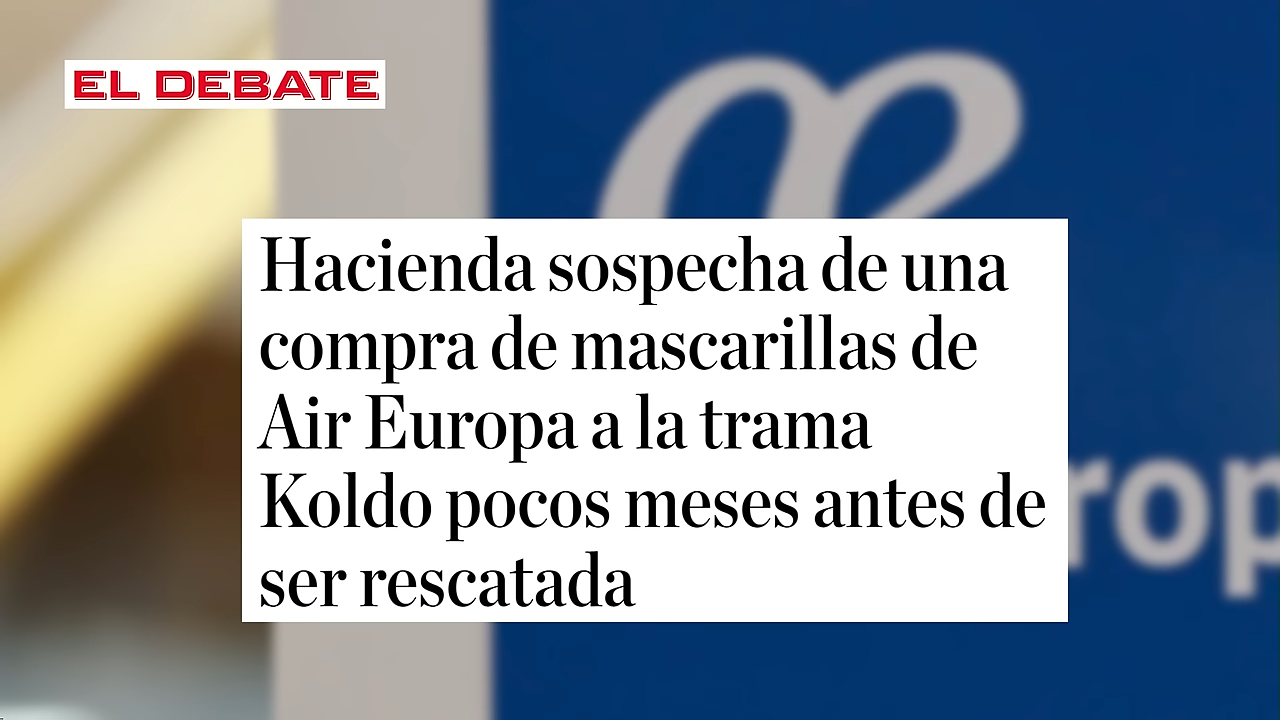 EL DEBATE
æ
Hacienda sospecha de una
compra de mascarillas de
Air Europa a la trama
Koldo pocos meses antes de
ser rescatada
rop